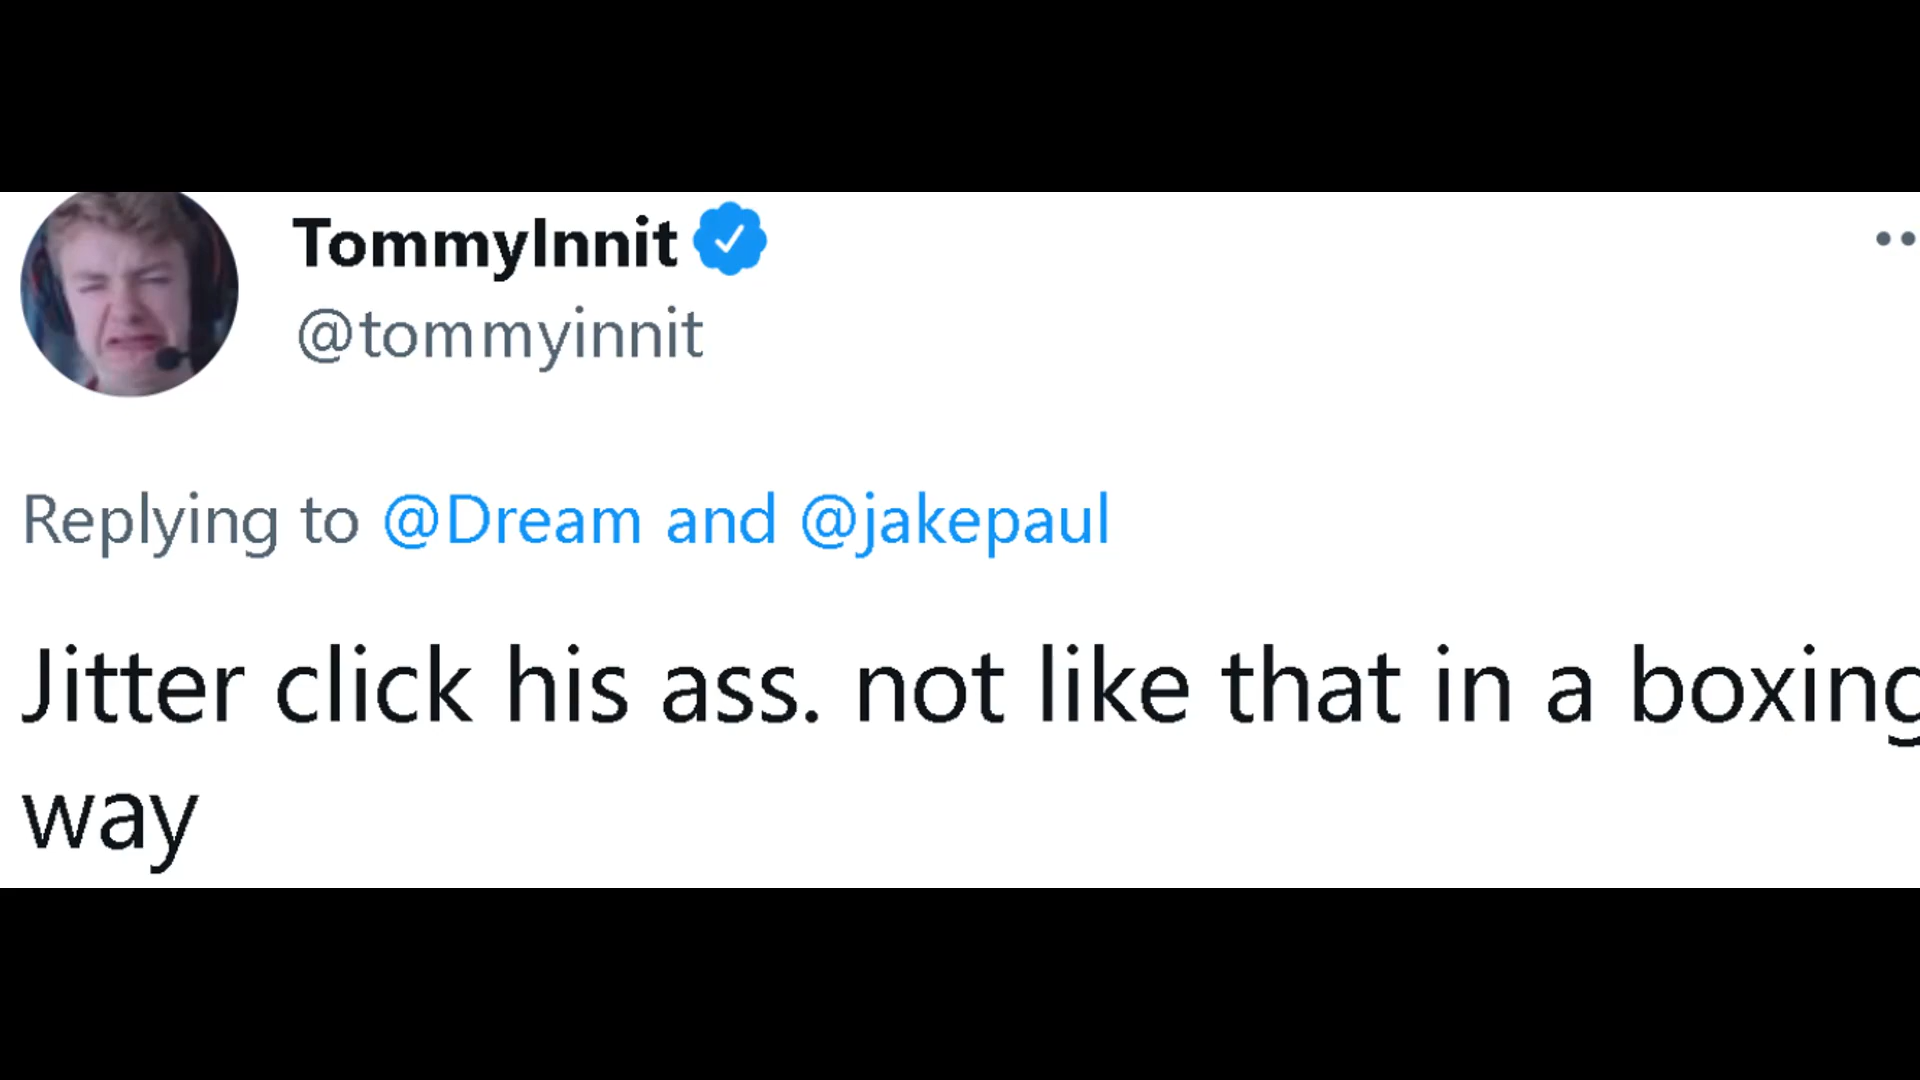 TommyInnit
@tommyinnit
Replying to @Dream and @jakepaul
Jitter click his ass. not like that in a boxing
way